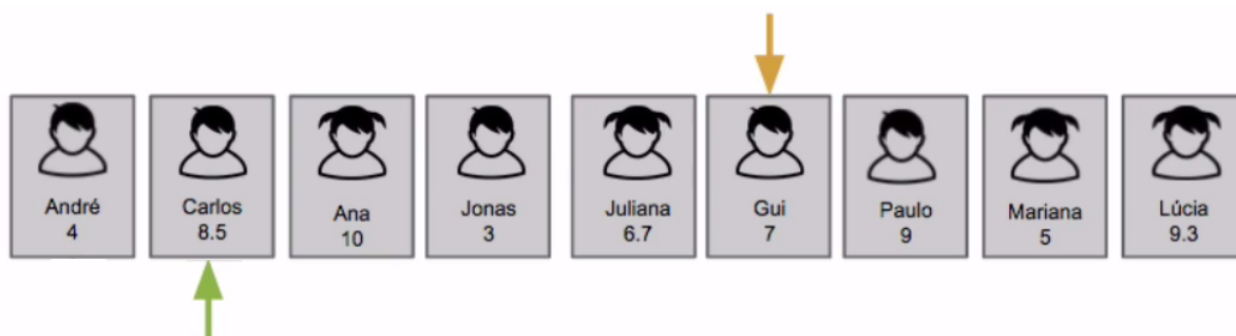 André
4
Carlos
8.5
Ana
10
Jonas
3
Juliana
6.7
Gui
7
Paulo
9
Mariana
5
Lúcia
9.3